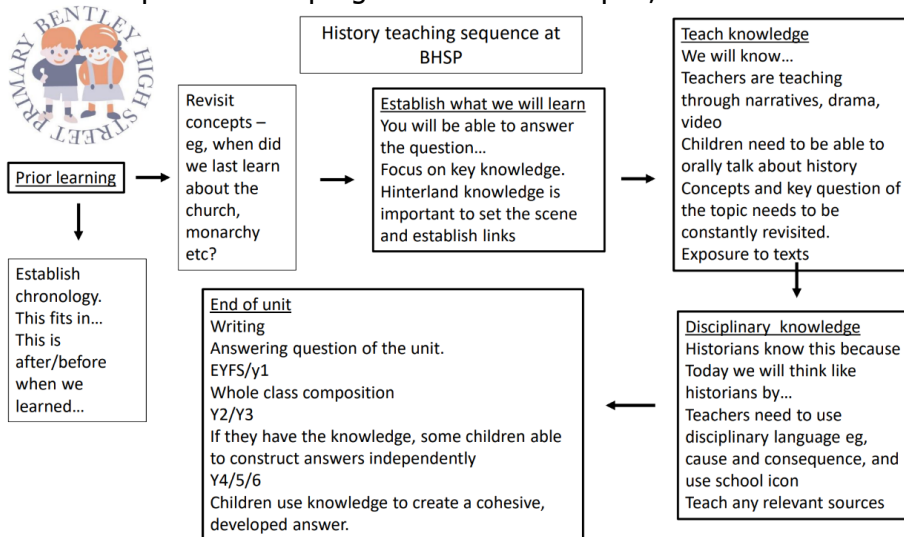 BENTLEY HIGH STREET PRIMARY
History teaching sequence at
BHSP
Prior learning
Establish
chronology.
This fits in…
This is
after/before
when we
learned…
Revisit
concepts –
eg, when did
we last learn
about the
church,
monarchy
etc?
Establish what we will learn
You will be able to answer
the question…
Focus on key knowledge.
Hinterland knowledge is
important to set the scene
and establish links
Teach knowledge
We will know…
Teachers are teaching
through narratives, drama,
video
Children need to be able to
orally talk about history
Concepts and key question of
the topic needs to be
constantly revisited.
Exposure to texts
Disciplinary knowledge
Historians know this because
Today we will think like
historians by…
Teachers need to use
disciplinary language eg,
cause and consequence, and
use school icon
Teach any relevant sources
End of unit
Writing
Answering question of the unit.
EYFS/y1
Whole class composition
Y2/Y3
If they have the knowledge, some children able
to construct answers independently
Y4/5/6
Children use knowledge to create a cohesive,
developed answer.